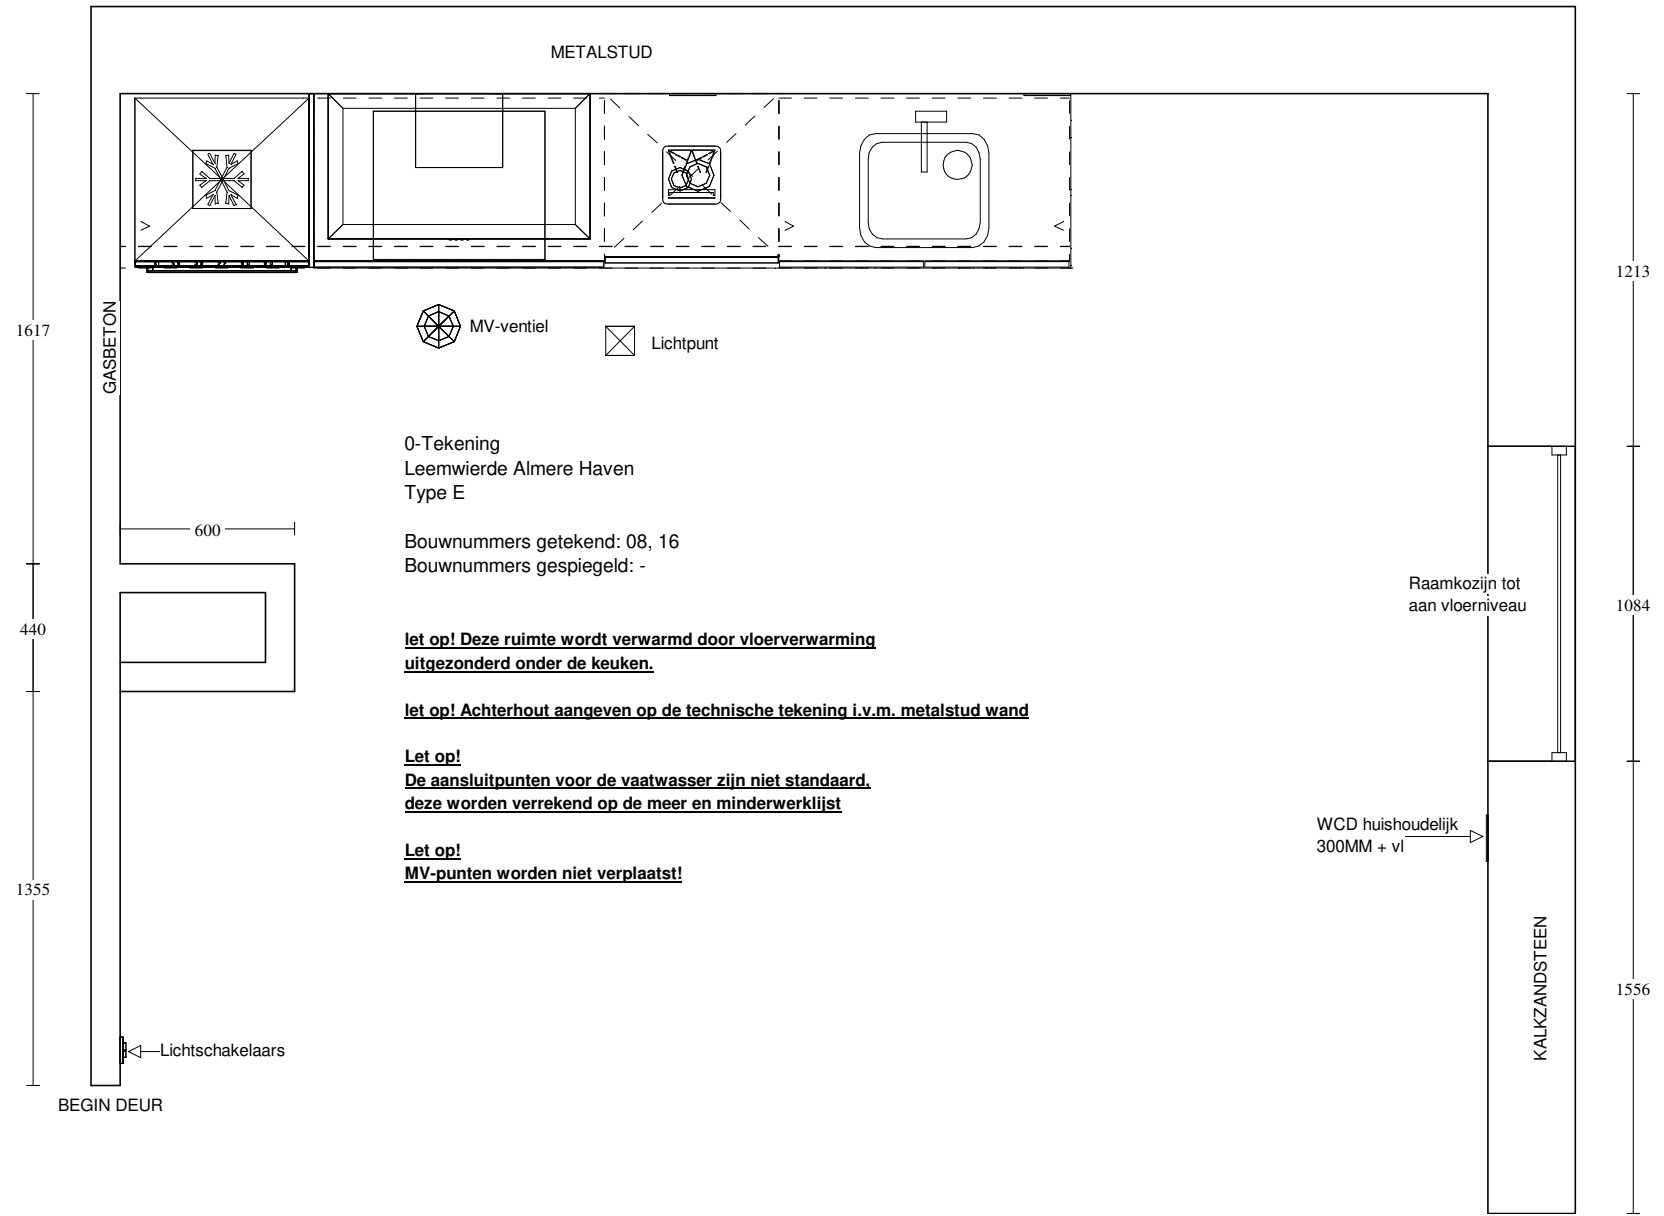 METALSTUD
1213
1617
GASBETON
MV-ventiel
Lichtpunt
0-Tekening
Leemwierde Almere Haven
Type E
600
Bouwnummers getekend: 08, 16
Bouwnummers gespiegeld: -
Raamkozijn tot
aan vloerniveau
1084
440
let op! Deze ruimte wordt verwarmd door vloerverwarming
uitgezonderd onder de keuken.
let op! Achterhout aangeven op de technische tekening i.v.m. metalstud wand
Let op!
De aansluitpunten voor de vaatwasser zijn niet standaard,
deze worden verrekend op de meer en minderwerklijst
WCD huishoudelijk
300MM + vl
Let op!
MV-punten worden niet verplaatst!
1355
KALKZANDSTEEN
1556
Lichtschakelaars
BEGIN DEUR